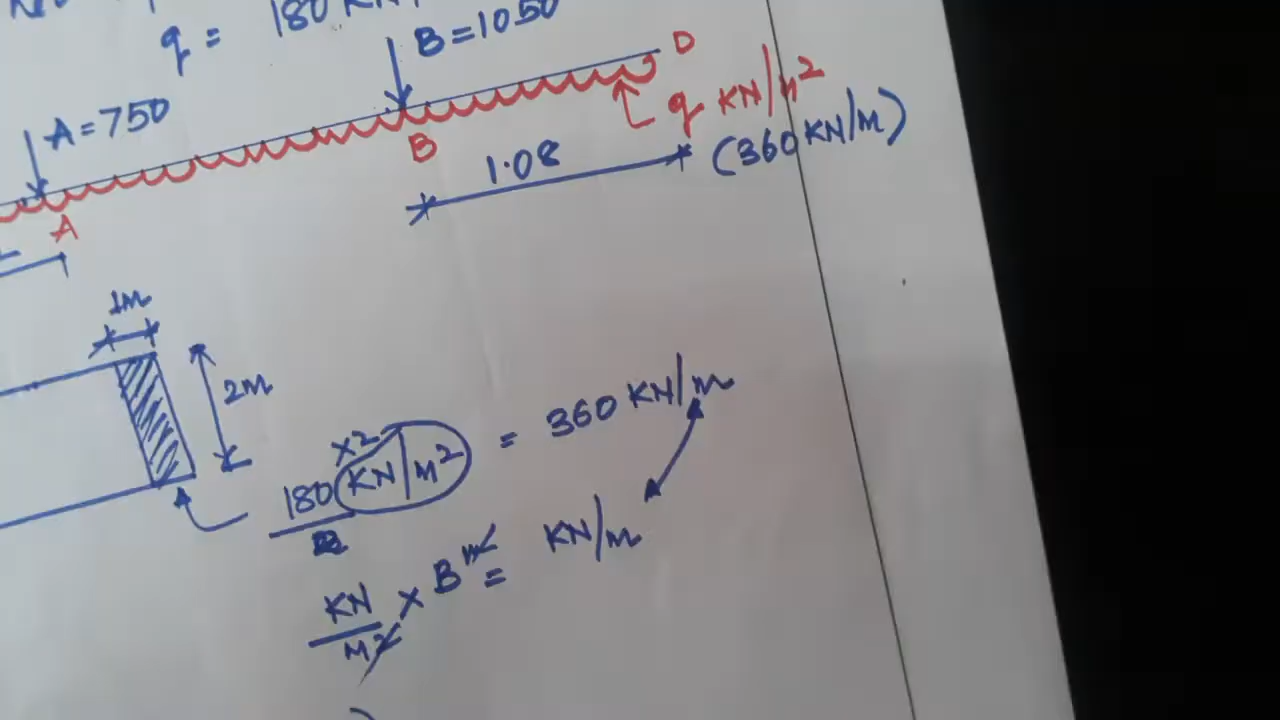 q = 180 KN/
B=1050
A=750
D
q KN/M²
(360 KN/M)
B
1.08
A
1M
2M
180 KN/M² ×2 = 360 KN/m
KN/M² × B m = KN/m